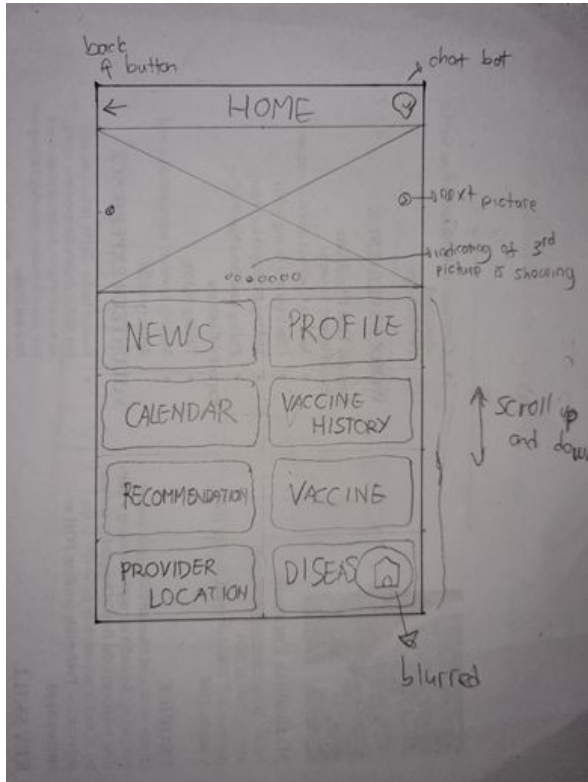 back
button
chat bot
HOME
next picture
indicating of 3rd
picture is showing
NEWS
PROFILE
CALENDAR
VACCINE
HISTORY
Scroll up
and down
RECOMMENDATION
VACCINE
PROVIDER
LOCATION
DISEAS
blurred